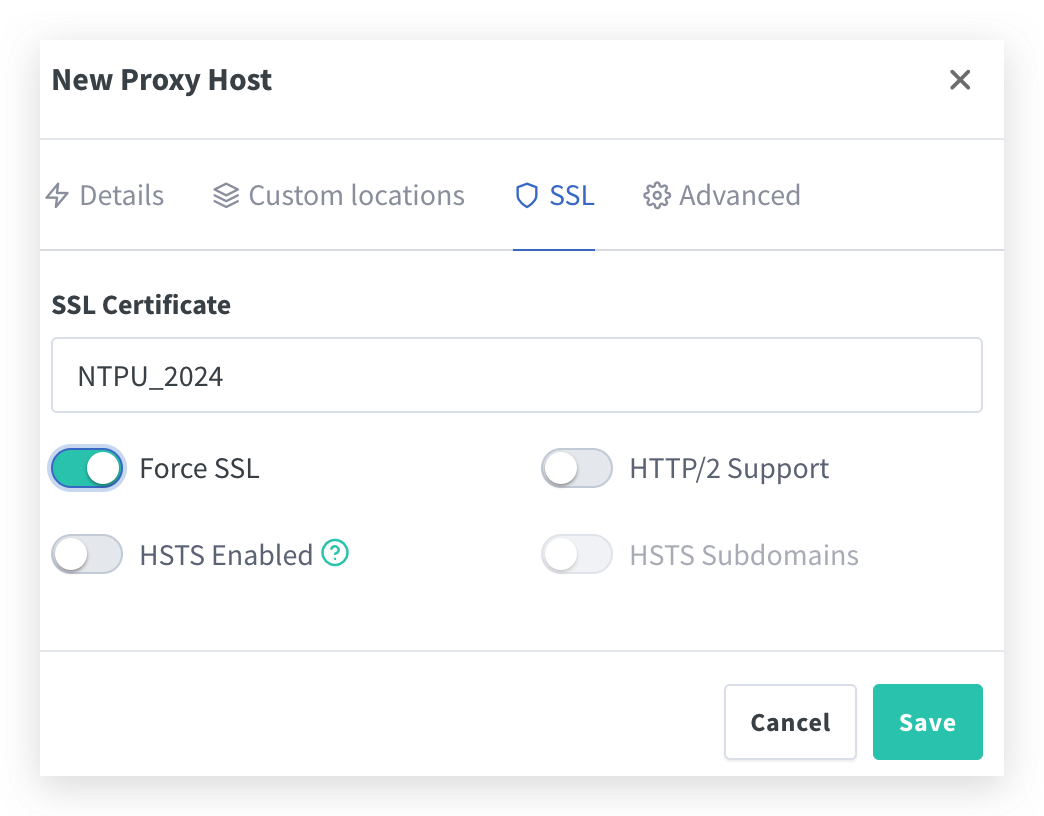 New Proxy Host
Details Custom locations SSL Advanced
SSL Certificate
NTPU_2024
Force SSL HTTP/2 Support
HSTS Enabled ? HSTS Subdomains
Cancel Save